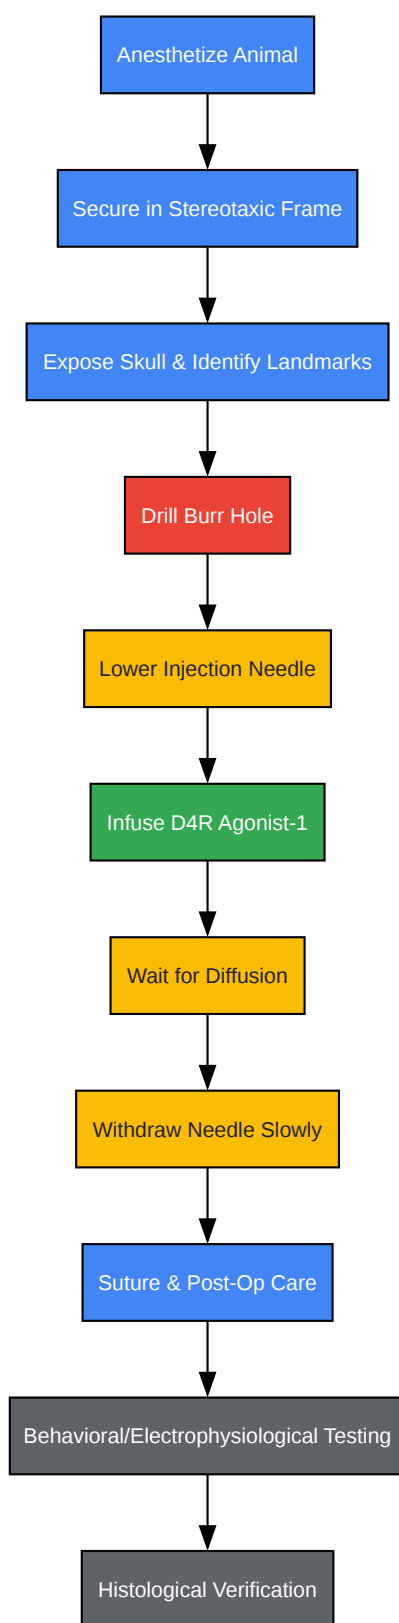 Anesthetize Animal
Secure in Stereotaxic Frame
Expose Skull & Identify Landmarks
Drill Burr Hole
Lower Injection Needle
Infuse D4R Agonist-1
Wait for Diffusion
Withdraw Needle Slowly
Suture & Post-Op Care
Behavioral/Electrophysiological Testing
Histological Verification